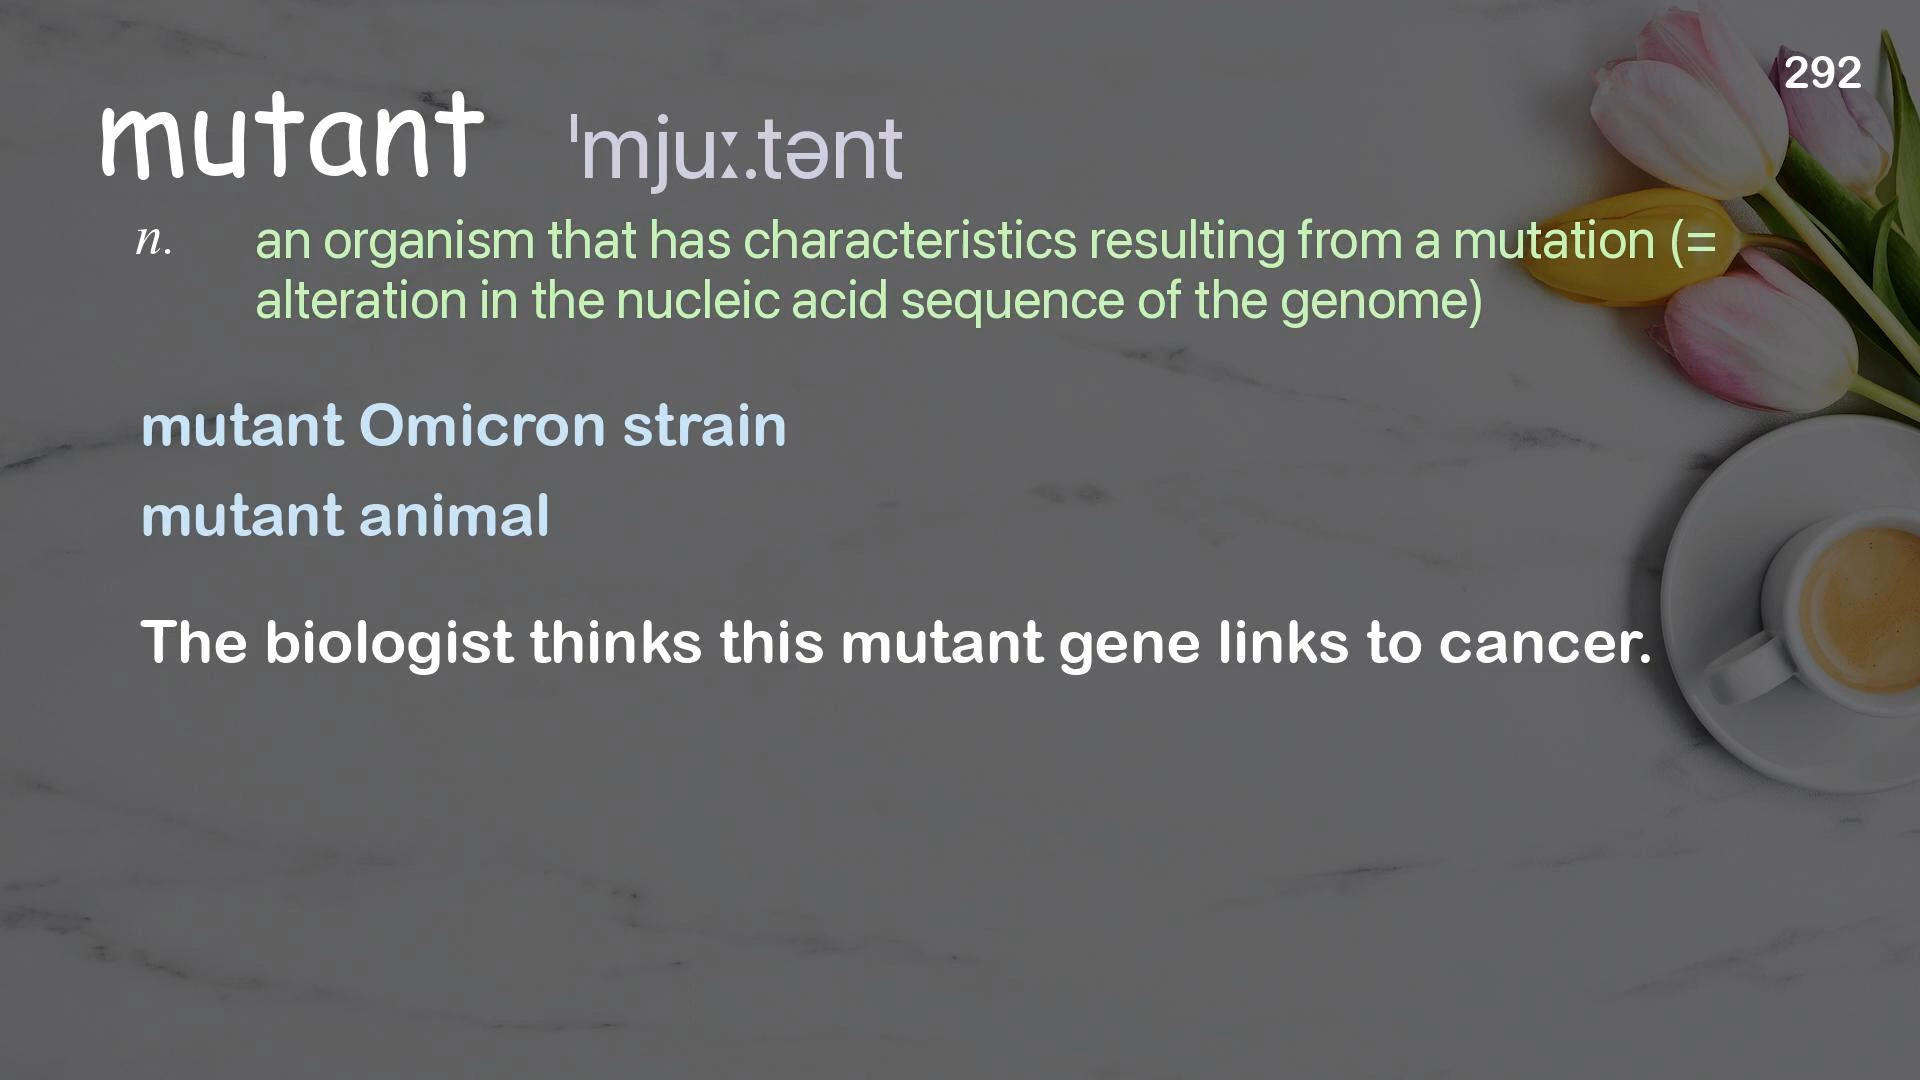 292
mutant ˈmjuː.tənt
n. an organism that has characteristics resulting from a mutation (=
alteration in the nucleic acid sequence of the genome)
mutant Omicron strain
mutant animal
The biologist thinks this mutant gene links to cancer.